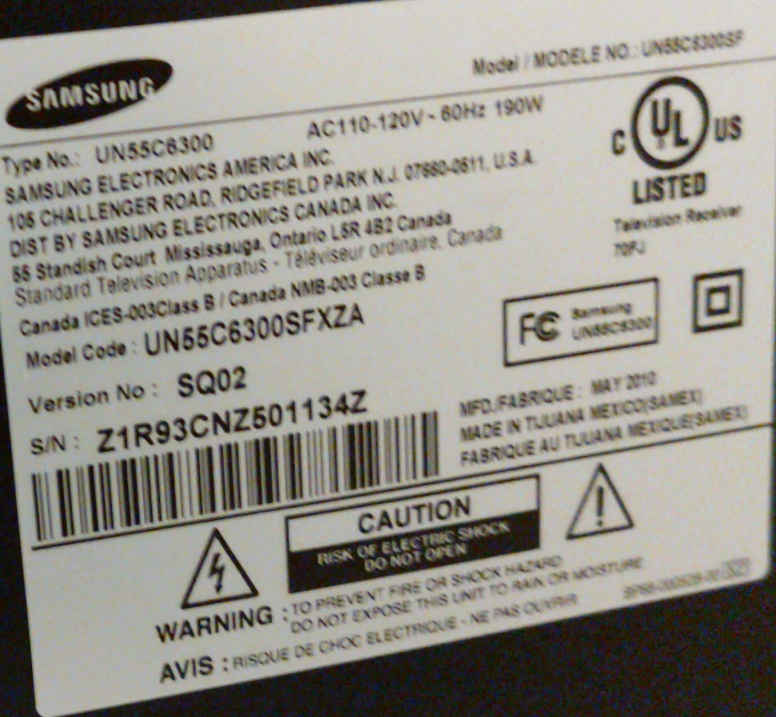 SAMSUNG
Model / MODELE NO.: UN55C6300SF
Type No.: UN55C6300 AC110-120V - 60Hz 190W
SAMSUNG ELECTRONICS AMERICA INC.
105 CHALLENGER ROAD, RIDGEFIELD PARK N.J. 07660-0511, U.S.A.
DIST BY SAMSUNG ELECTRONICS CANADA INC.
55 Standish Court Mississauga, Ontario L5R 4B2 Canada
Standard Television Apparatus - Téléviseur ordinaire, Canada
Canada ICES-003Class B / Canada NMB-003 Classe B
C UL US
LISTED
Television Receiver
70FJ
Model Code : UN55C6300SFXZA
FC Samsung
UN55C6300
Version No : SQ02
S/N : Z1R93CNZ501134Z
MFD./FABRIQUE : MAY 2010
MADE IN TIJUANA MEXICO(SAMEX)
FABRIQUE AU TIJUANA MEXIQUE(SAMEX)
CAUTION
RISK OF ELECTRIC SHOCK
DO NOT OPEN
WARNING : TO PREVENT FIRE OR SHOCK HAZARD
DO NOT EXPOSE THIS UNIT TO RAIN OR MOISTURE
AVIS : RISQUE DE CHOC ELECTRIQUE - NE PAS OUVRIR